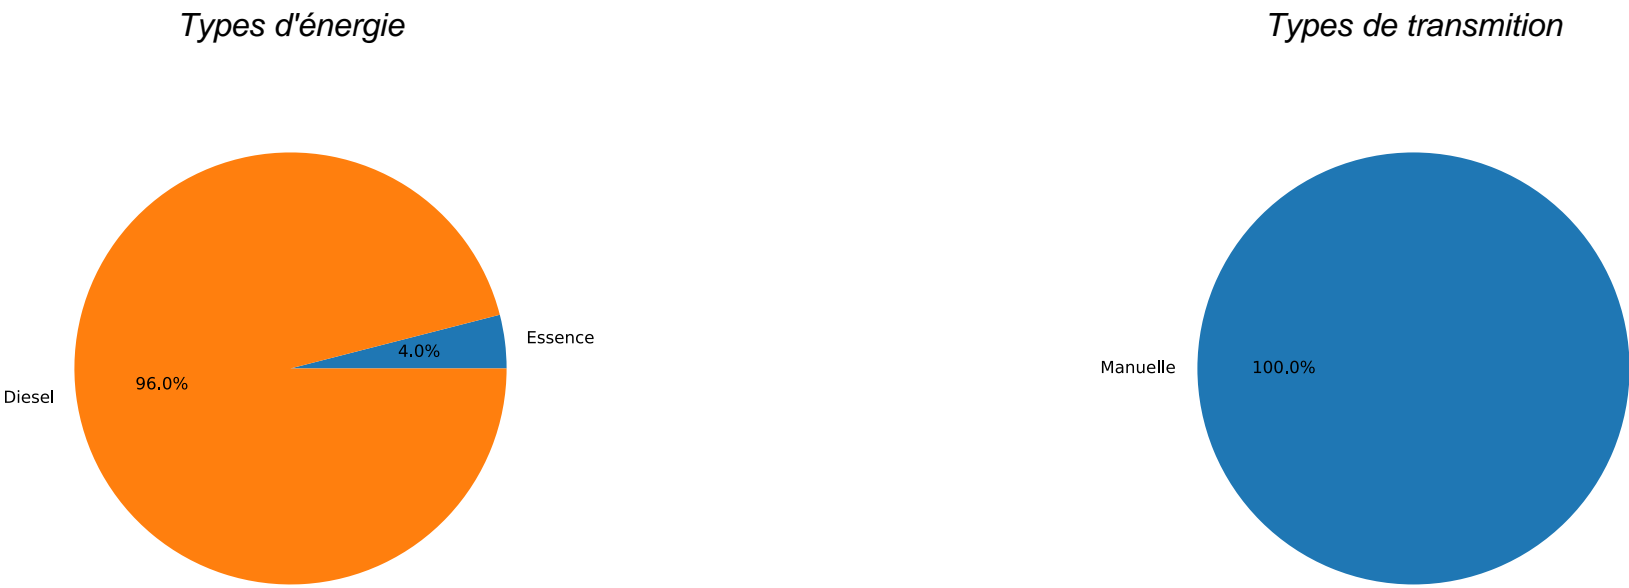 Types d'énergie
Types de transmition
Essence
4.0%
96.0%
Diesel
Manuelle
100.0%